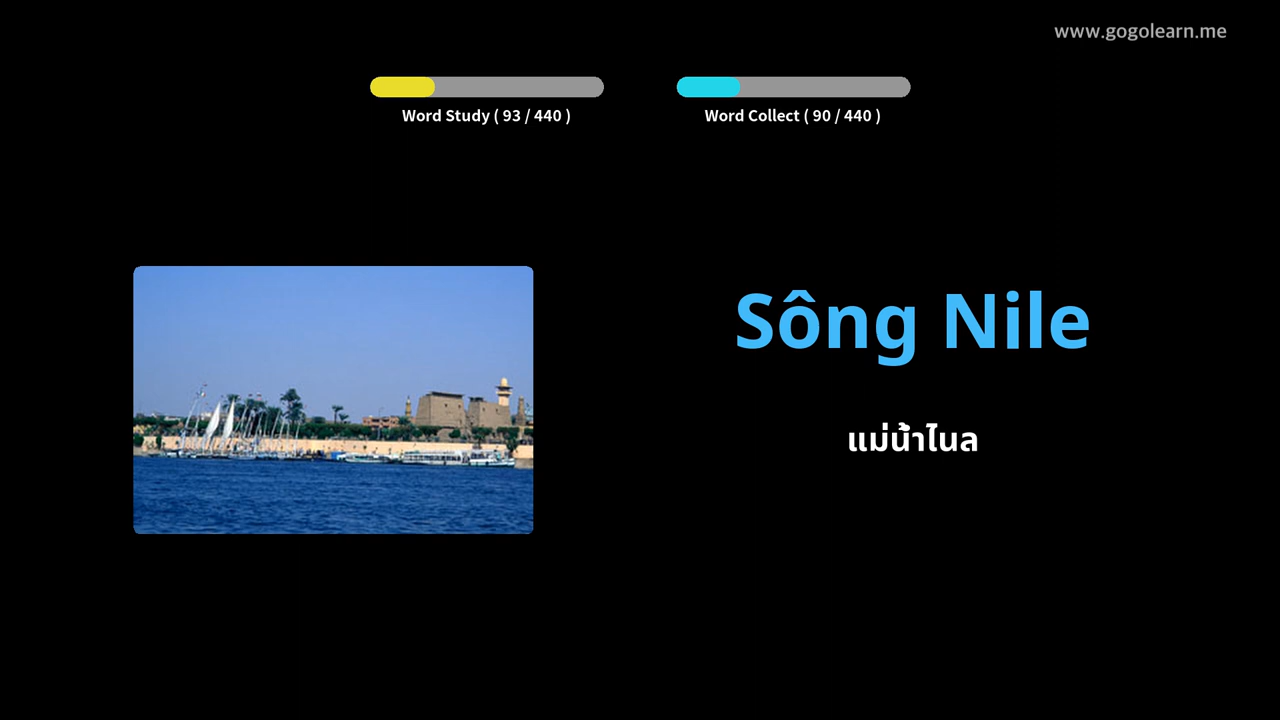 www.gogolearn.me
Word Study ( 93 / 440 )
Word Collect ( 90 / 440 )
Sông Nile
แม่น้ำไนล